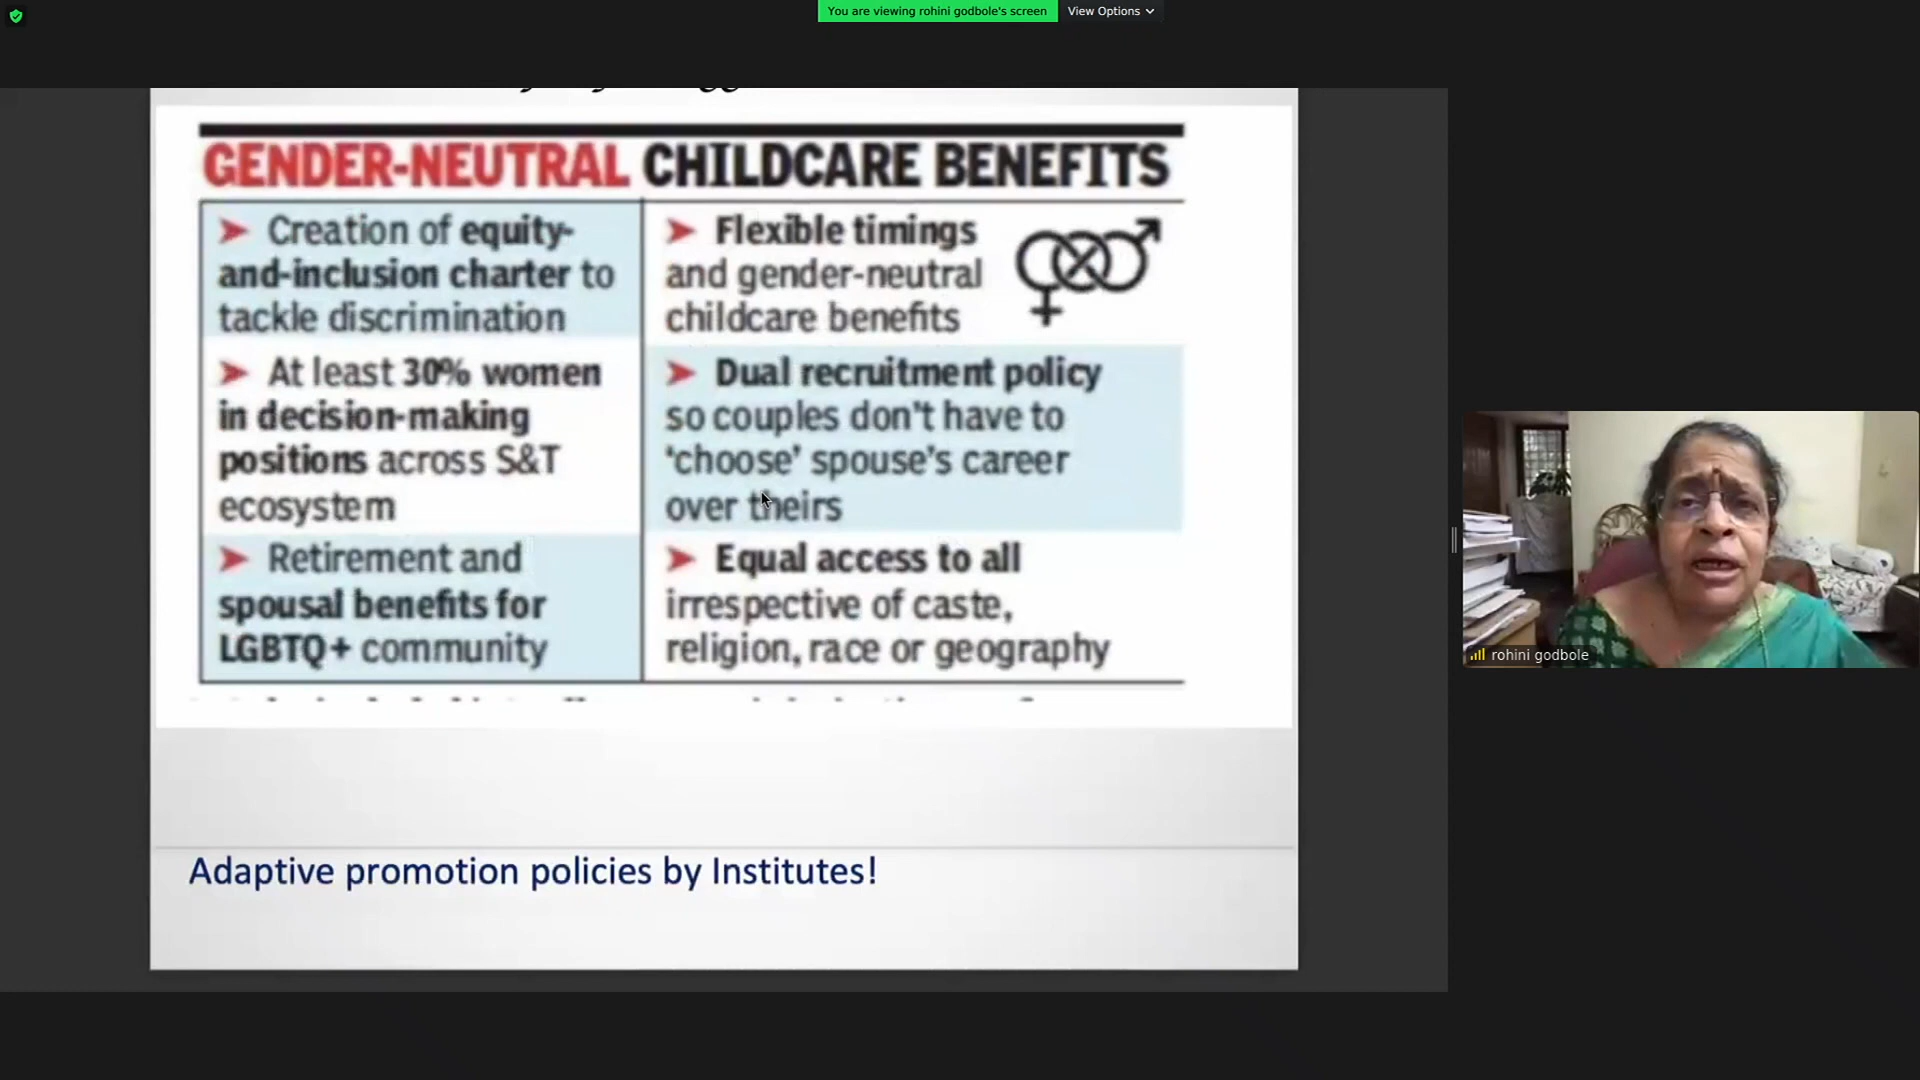 You are viewing rohini godbole's screen View Options
GENDER-NEUTRAL CHILDCARE BENEFITS
➤ Creation of equity-
and-inclusion charter to
tackle discrimination
➤ At least 30% women
in decision-making
positions across S&T
ecosystem
➤ Retirement and
spousal benefits for
LGBTQ+ community
➤ Flexible timings
and gender-neutral
childcare benefits
➤ Dual recruitment policy
so couples don't have to
'choose' spouse's career
over theirs
➤ Equal access to all
irrespective of caste,
religion, race or geography
Adaptive promotion policies by Institutes!
rohini godbole